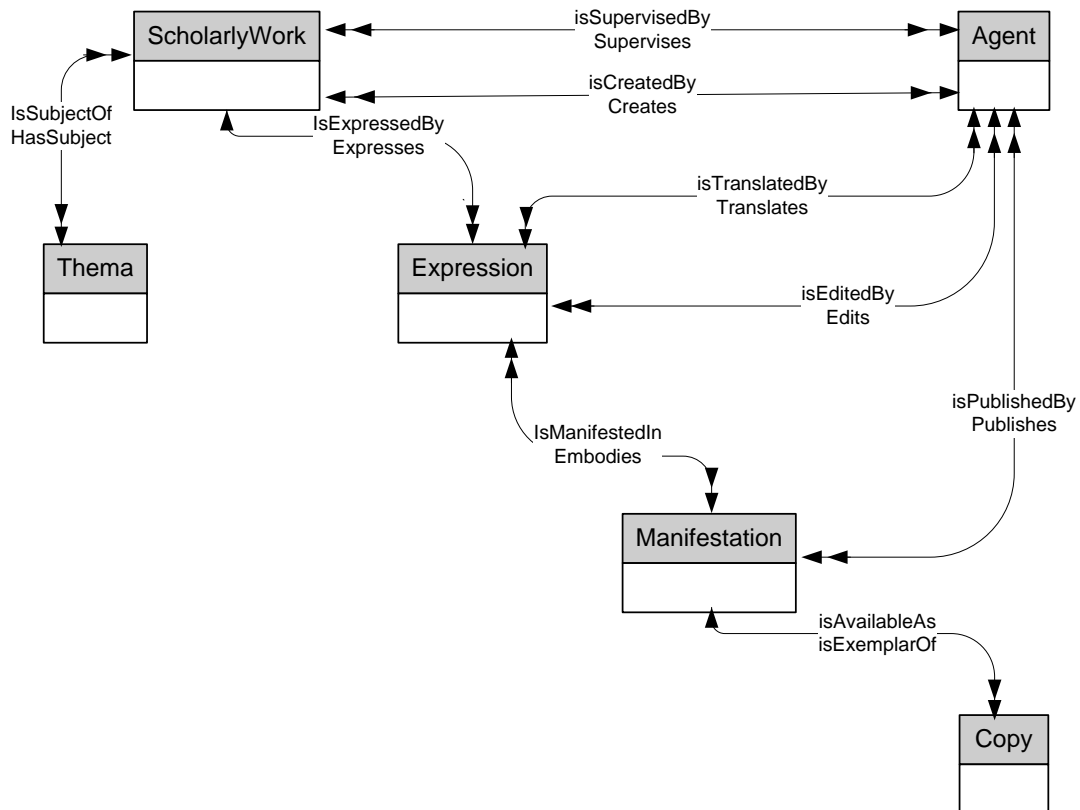 ScholarlyWork
Agent
isSupervisedBy
Supervises
isCreatedBy
Creates
IsSubjectOf
HasSubject
IsExpressedBy
Expresses
isTranslatedBy
Translates
Thema
Expression
isEditedBy
Edits
isPublishedBy
Publishes
IsManifestedIn
Embodies
Manifestation
isAvailableAs
isExemplarOf
Copy